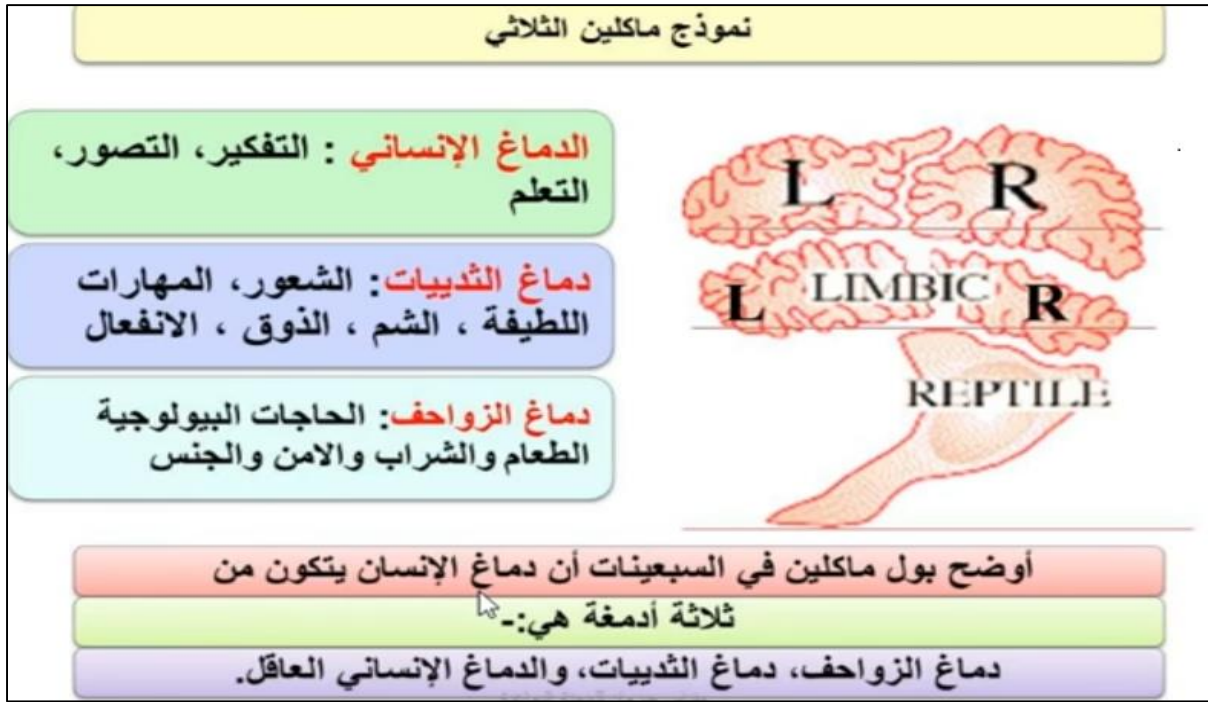 نموذج ماكلين الثلاثي
الدماغ الإنساني : التفكير، التصور،
التعلم
L R
دماغ الثدييات: الشعور، المهارات
اللطيفة ، الشم ، الذوق ، الانفعال
L LIMBIC R
دماغ الزواحف: الحاجات البيولوجية
الطعام والشراب والامن والجنس
REPTILE
أوضح بول ماكلين في السبعينات أن دماغ الإنسان يتكون من
ثلاثة أدمغة هي:-
دماغ الزواحف، دماغ الثدييات، والدماغ الإنساني العاقل.